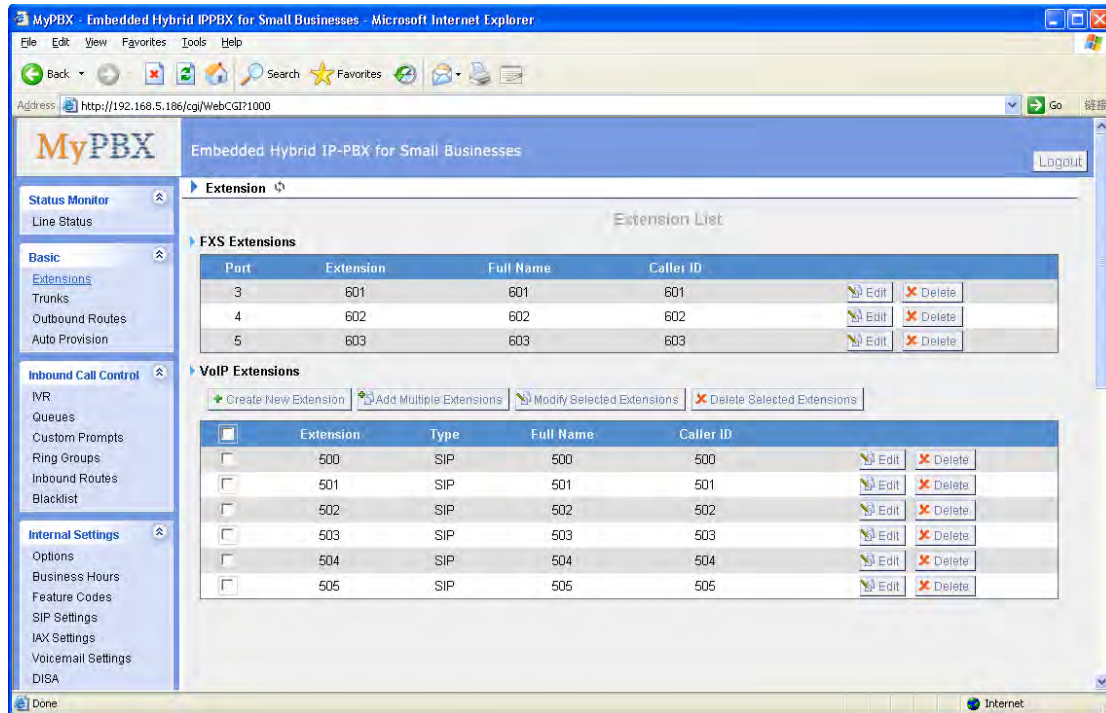 MyPBX - Embedded Hybrid IPPBX for Small Businesses - Microsoft Internet Explorer
File Edit View Favorites Tools Help
Back Search Favorites
Address http://192.168.5.186/cgi/WebCGI?1000 Go 链接
MyPBX Embedded Hybrid IP-PBX for Small Businesses
Logout
Status Monitor
Line Status
Basic
Extensions
Trunks
Outbound Routes
Auto Provision
Inbound Call Control
IVR
Queues
Custom Prompts
Ring Groups
Inbound Routes
Blacklist
Internal Settings
Options
Business Hours
Feature Codes
SIP Settings
IAX Settings
Voicemail Settings
DISA
Extension
Extension List
FXS Extensions
Port Extension Full Name Caller ID
3 601 601 601 Edit Delete
4 602 602 602 Edit Delete
5 603 603 603 Edit Delete
VoIP Extensions
Create New Extension Add Multiple Extensions Modify Selected Extensions Delete Selected Extensions
Extension Type Full Name Caller ID
500 SIP 500 500 Edit Delete
501 SIP 501 501 Edit Delete
502 SIP 502 502 Edit Delete
503 SIP 503 503 Edit Delete
504 SIP 504 504 Edit Delete
505 SIP 505 505 Edit Delete
Done Internet